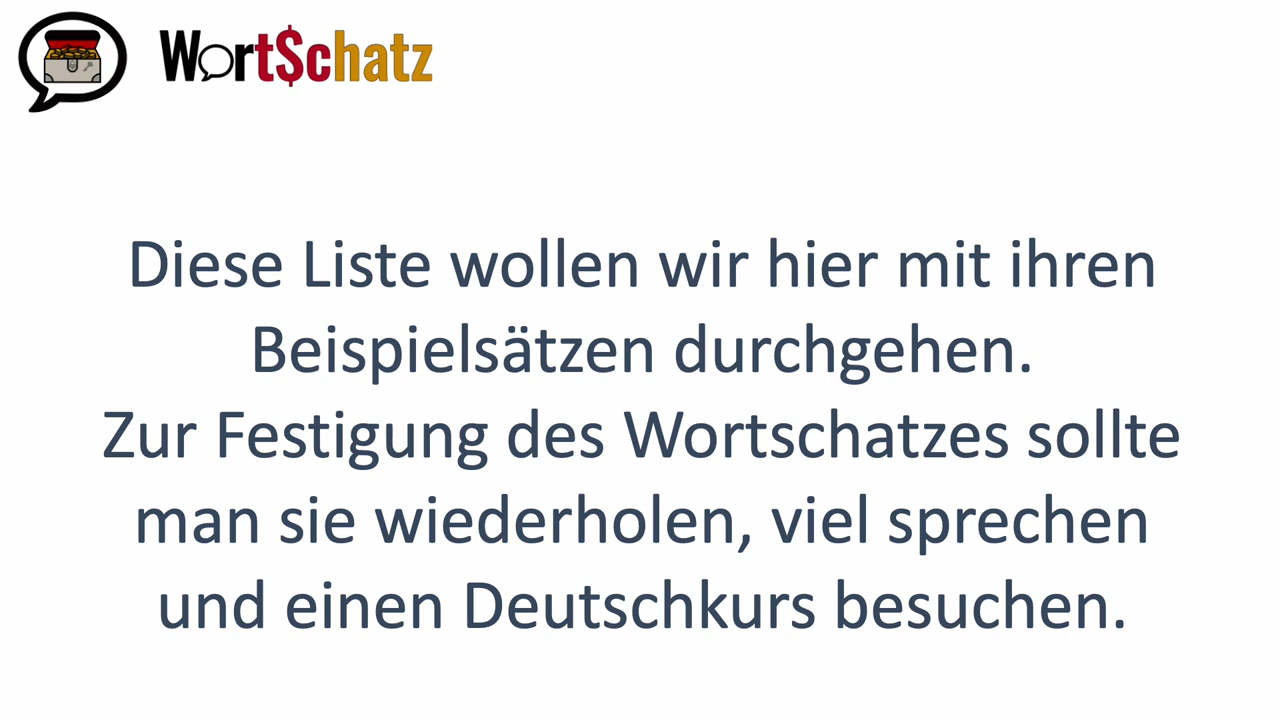 Wort$chatz
Diese Liste wollen wir hier mit ihren
Beispielsätzen durchgehen.
Zur Festigung des Wortschatzes sollte
man sie wiederholen, viel sprechen
und einen Deutschkurs besuchen.